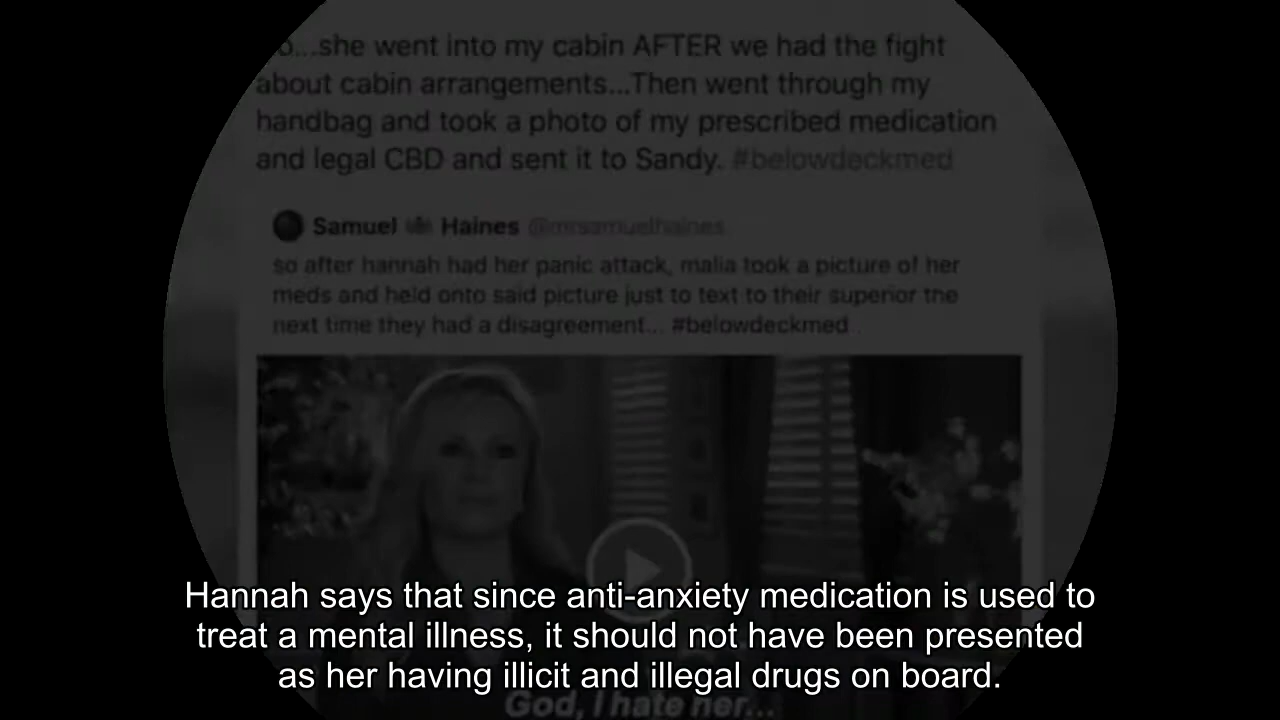 ...she went into my cabin AFTER we had the fight
about cabin arrangements...Then went through my
handbag and took a photo of my prescribed medication
and legal CBD and sent it to Sandy. #belowdeckmed
Samuel Haines @mrsamuelhaines
so after hannah had her panic attack, malia took a picture of her
meds and held onto said picture just to text to their superior the
next time they had a disagreement... #belowdeckmed
Hannah says that since anti-anxiety medication is used to
treat a mental illness, it should not have been presented
as her having illicit and illegal drugs on board.
God, I hate her...